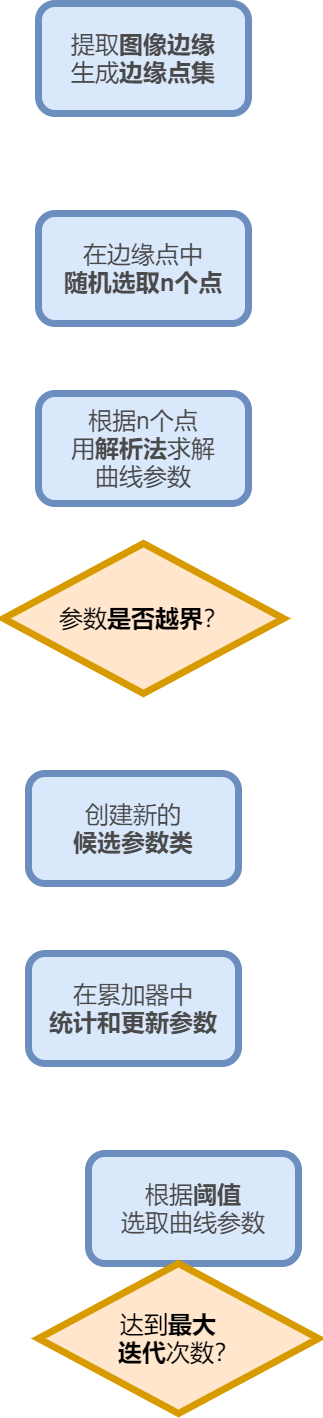 提取图像边缘
生成边缘点集
在边缘点中
随机选取n个点
根据n个点
用解析法求解
曲线参数
参数是否越界？
创建新的
候选参数类
在累加器中
统计和更新参数
根据阈值
选取曲线参数
达到最大
迭代次数？